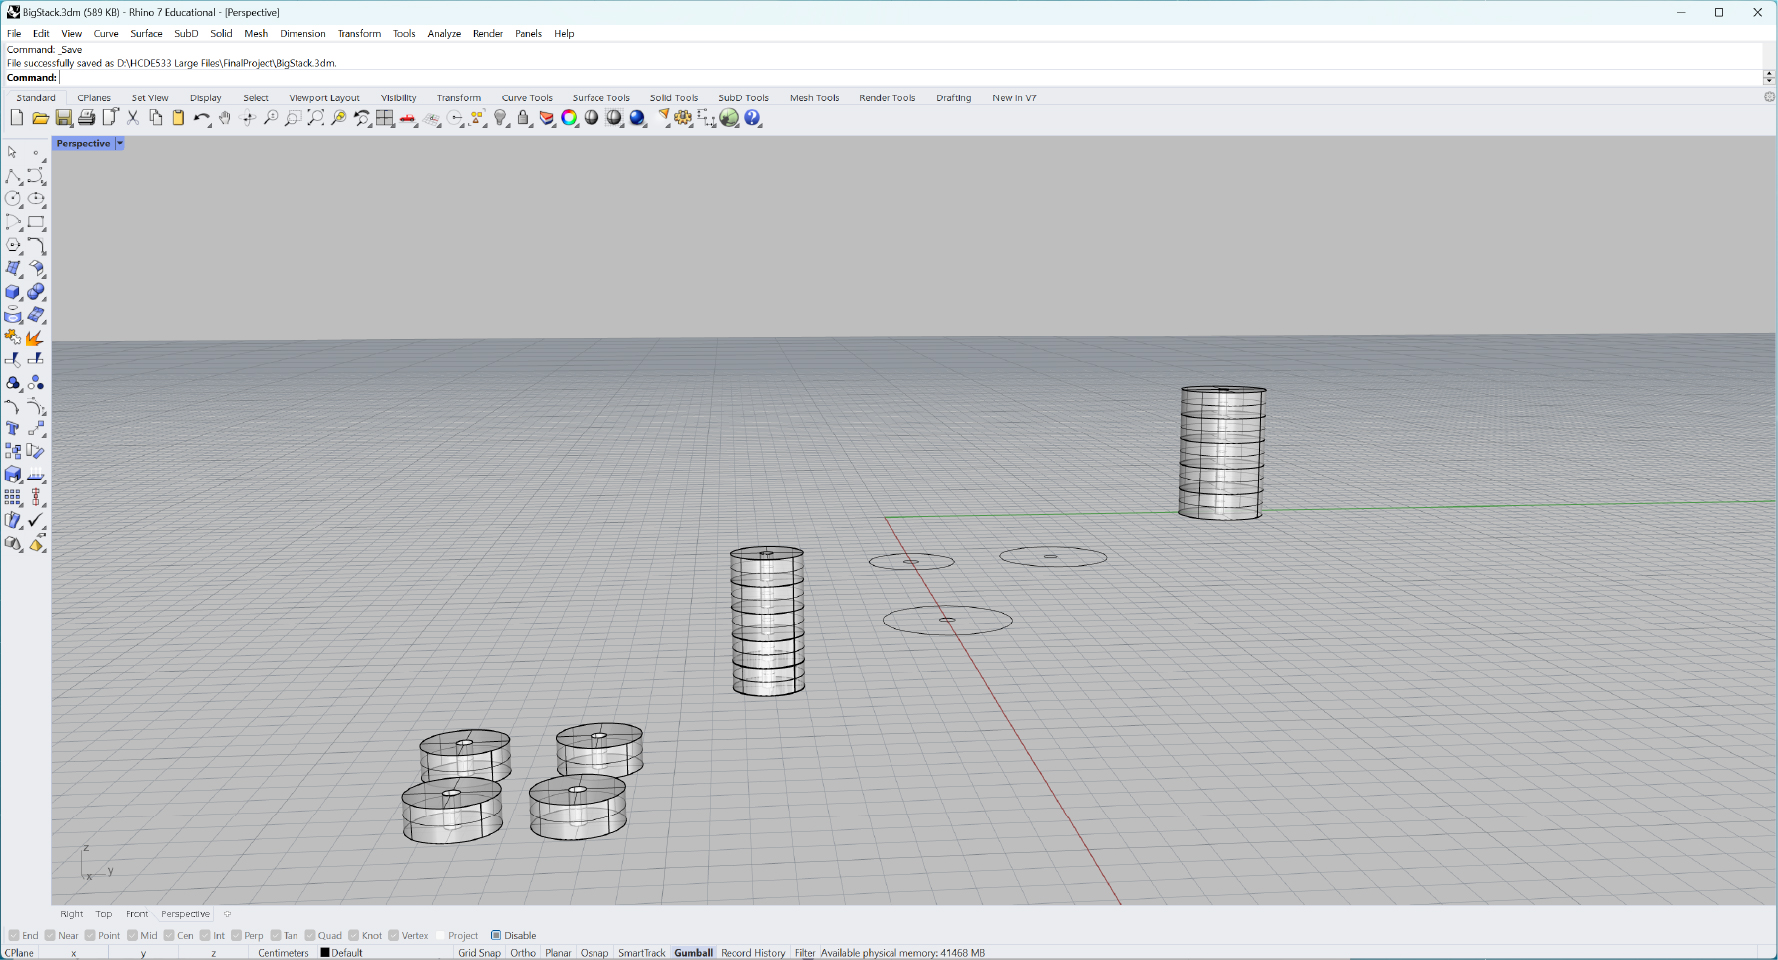 BigStack.3dm (589 KB) - Rhino 7 Educational - [Perspective]
File Edit View Curve Surface SubD Solid Mesh Dimension Transform Tools Analyze Render Panels Help
Command: _Save
File successfully saved as D:\HCDE533 Large Files\FinalProject\BigStack.3dm.
Command:
Standard CPlanes Set View Display Select Viewport Layout Visibility Transform Curve Tools Surface Tools Solid Tools SubD Tools Mesh Tools Render Tools Drafting New in V7
Perspective
z
y
x
Right Top Front Perspective
End Near Point Mid Cen Int Perp Tan Quad Knot Vertex Project Disable
CPlane x y z Centimeters Default Grid Snap Ortho Planar Osnap SmartTrack Gumball Record History Filter Available physical memory: 41468 MB